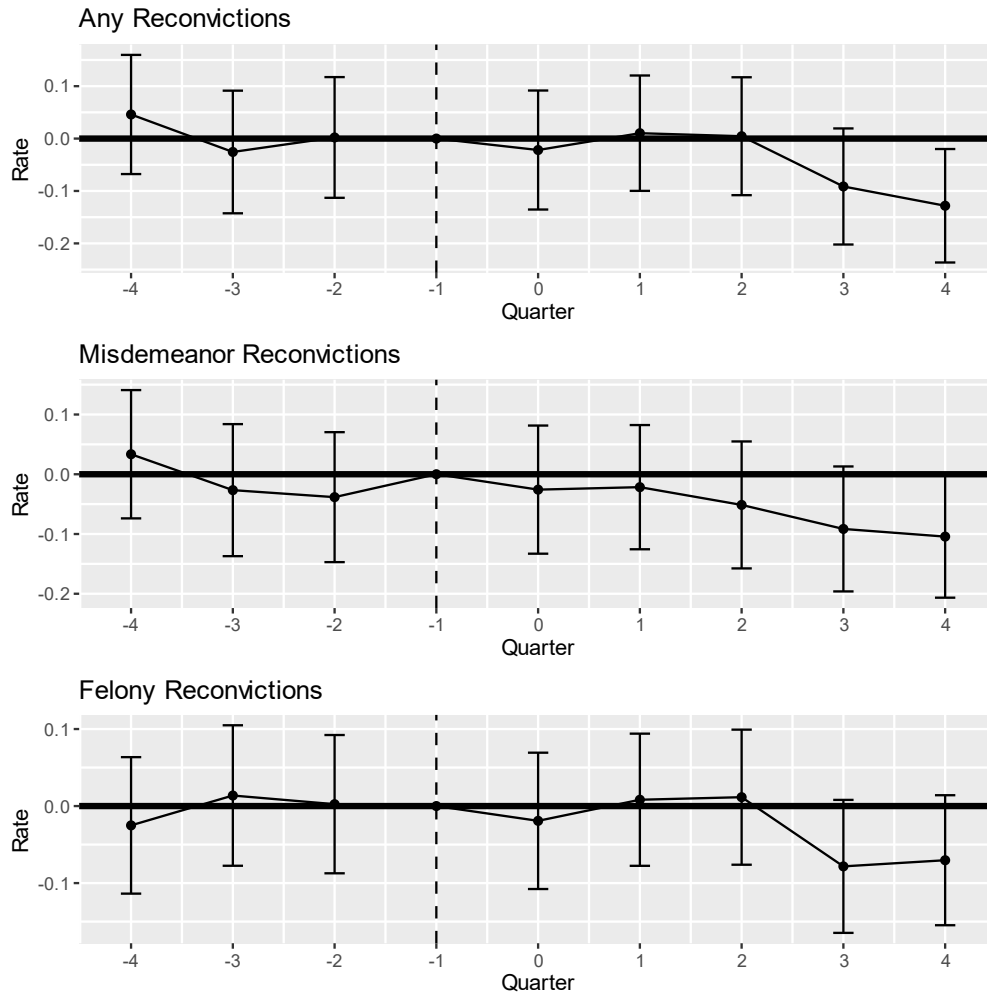 Any Reconvictions
0.1
0.0
-0.1
-0.2
Rate
-4 -3 -2 -1 0 1 2 3 4
Quarter
Misdemeanor Reconvictions
0.1
0.0
-0.1
-0.2
Rate
-4 -3 -2 -1 0 1 2 3 4
Quarter
Felony Reconvictions
0.1
0.0
-0.1
Rate
-4 -3 -2 -1 0 1 2 3 4
Quarter